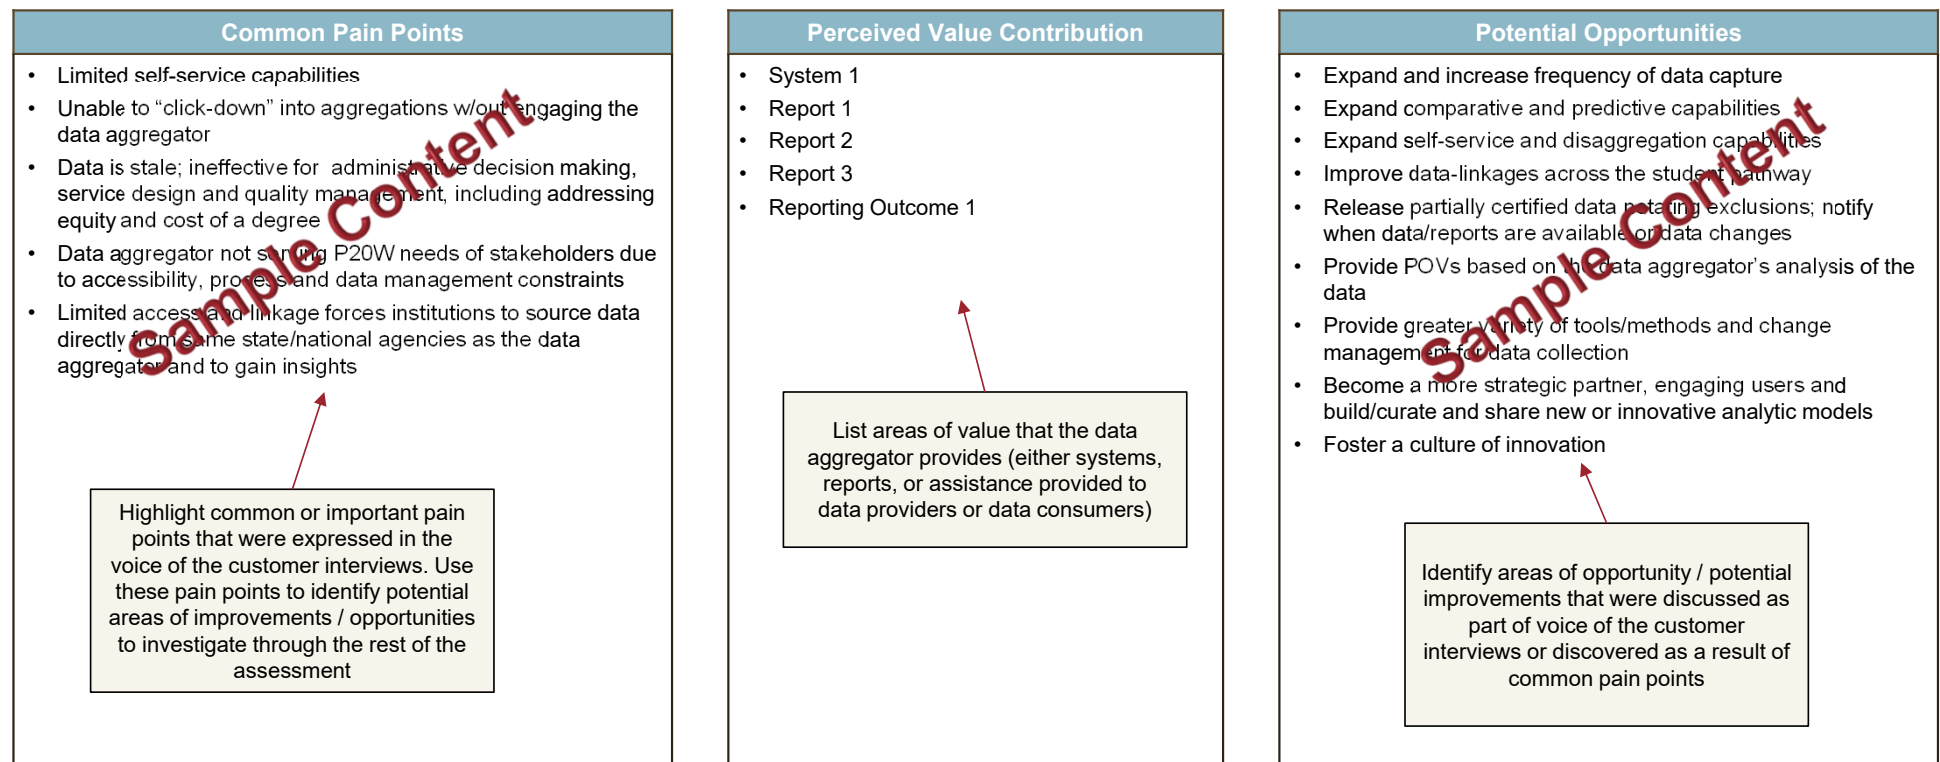 Common Pain Points
• Limited self-service capabilities
• Unable to “click-down” into aggregations w/out engaging the
data aggregator
• Data is stale; ineffective for  administrative decision making,
service design and quality management, including addressing
equity and cost of a degree
• Data aggregator not serving P20W needs of stakeholders due
to accessibility, process and data management constraints
• Limited access and linkage forces institutions to source data
directly from same state/national agencies as the data
aggregator and to gain insights
Sample Content
Highlight common or important pain
points that were expressed in the
voice of the customer interviews. Use
these pain points to identify potential
areas of improvements / opportunities
to investigate through the rest of the
assessment
Perceived Value Contribution
• System 1
• Report 1
• Report 2
• Report 3
• Reporting Outcome 1
List areas of value that the data
aggregator provides (either systems,
reports, or assistance provided to
data providers or data consumers)
Potential Opportunities
• Expand and increase frequency of data capture
• Expand comparative and predictive capabilities
• Expand self-service and disaggregation capabilities
• Improve data-linkages across the student pathway
• Release partially certified data notating exclusions; notify
when data/reports are available or data changes
• Provide POVs based on the data aggregator’s analysis of the
data
• Provide greater variety of tools/methods and change
management for data collection
• Become a more strategic partner, engaging users and
build/curate and share new or innovative analytic models
• Foster a culture of innovation
Sample Content
Identify areas of opportunity / potential
improvements that were discussed as
part of voice of the customer
interviews or discovered as a result of
common pain points